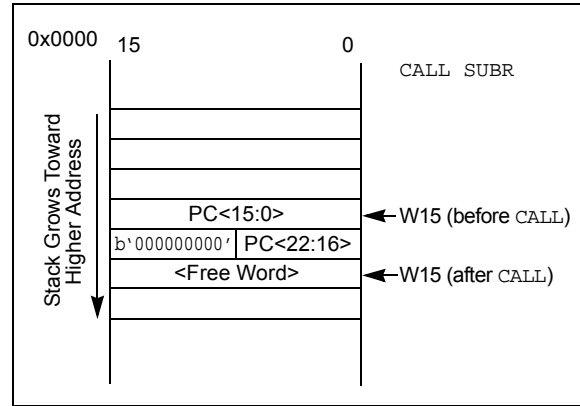 0x0000
15 0
CALL SUBR
Stack Grows Toward
Higher Address
PC<15:0>
W15 (before CALL)
b‘000000000’ PC<22:16>
<Free Word>
W15 (after CALL)